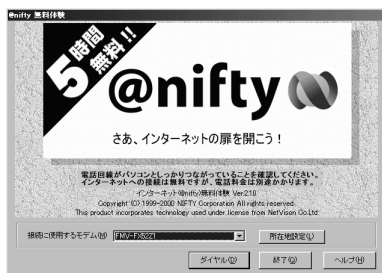 @nifty 無料体験
5時間
無料!!
@nifty
さあ、インターネットの扉を開こう！
電話回線がパソコンとしっかりつながっていることを確認してください。
インターネットへの接続は無料ですが、電話料金は別途かかります。
インターネット@nifty無料体験 Ver2.10
Copyright (C) 1999-2000 NIFTY Corporation All rights reserved.
This product incorporates technology used under license from NetVision Co.Ltd.
接続に使用するモデム(M) FMV-FX52Z1 所在地設定(L)
ダイヤル(D) 終了(Q) ヘルプ(H)